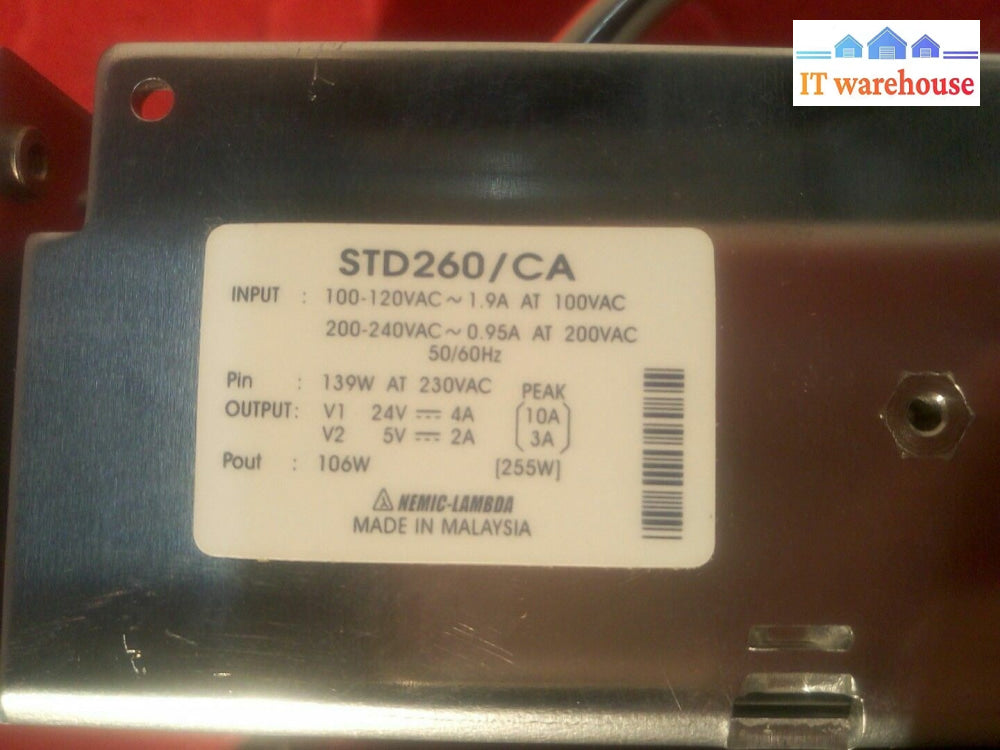 IT warehouse
STD260/CA
INPUT : 100-120VAC ~ 1.9A AT 100VAC
200-240VAC ~ 0.95A AT 200VAC
50/60Hz
Pin : 139W AT 230VAC PEAK
OUTPUT: V1 24V ⎓ 4A 10A
V2 5V ⎓ 2A 3A
Pout : 106W [255W]
NEMIC-LAMBDA
MADE IN MALAYSIA